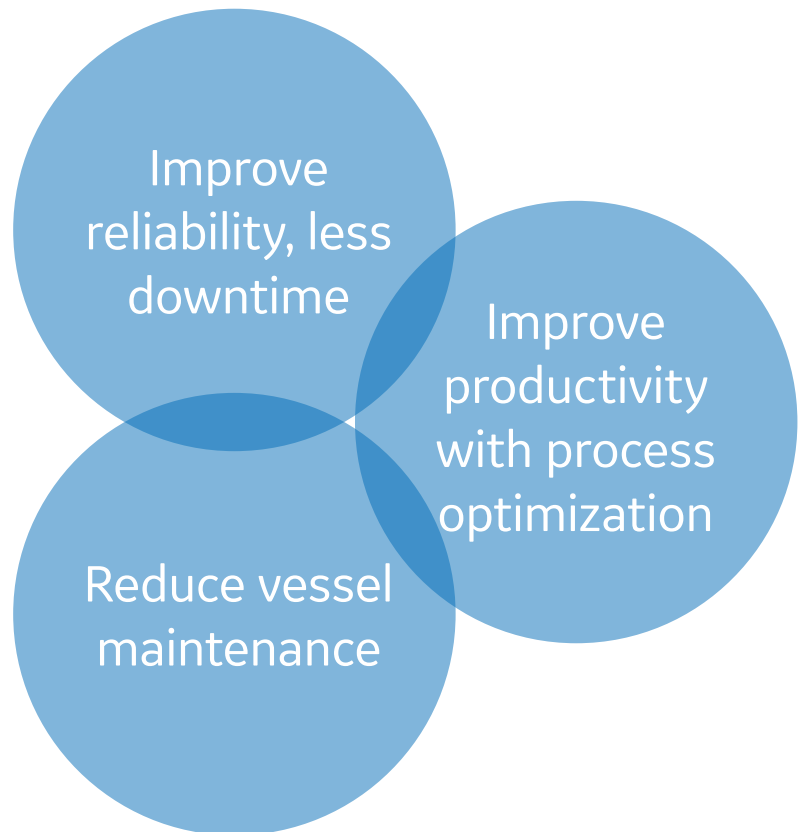 Improve
reliability, less
downtime
Improve
productivity
with process
optimization
Reduce vessel
maintenance